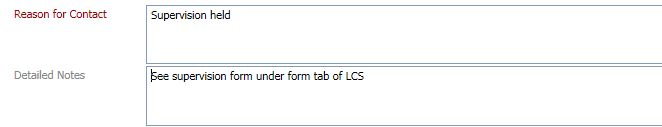 Reason for Contact
Supervision held
Detailed Notes
See supervision form under form tab of LCS